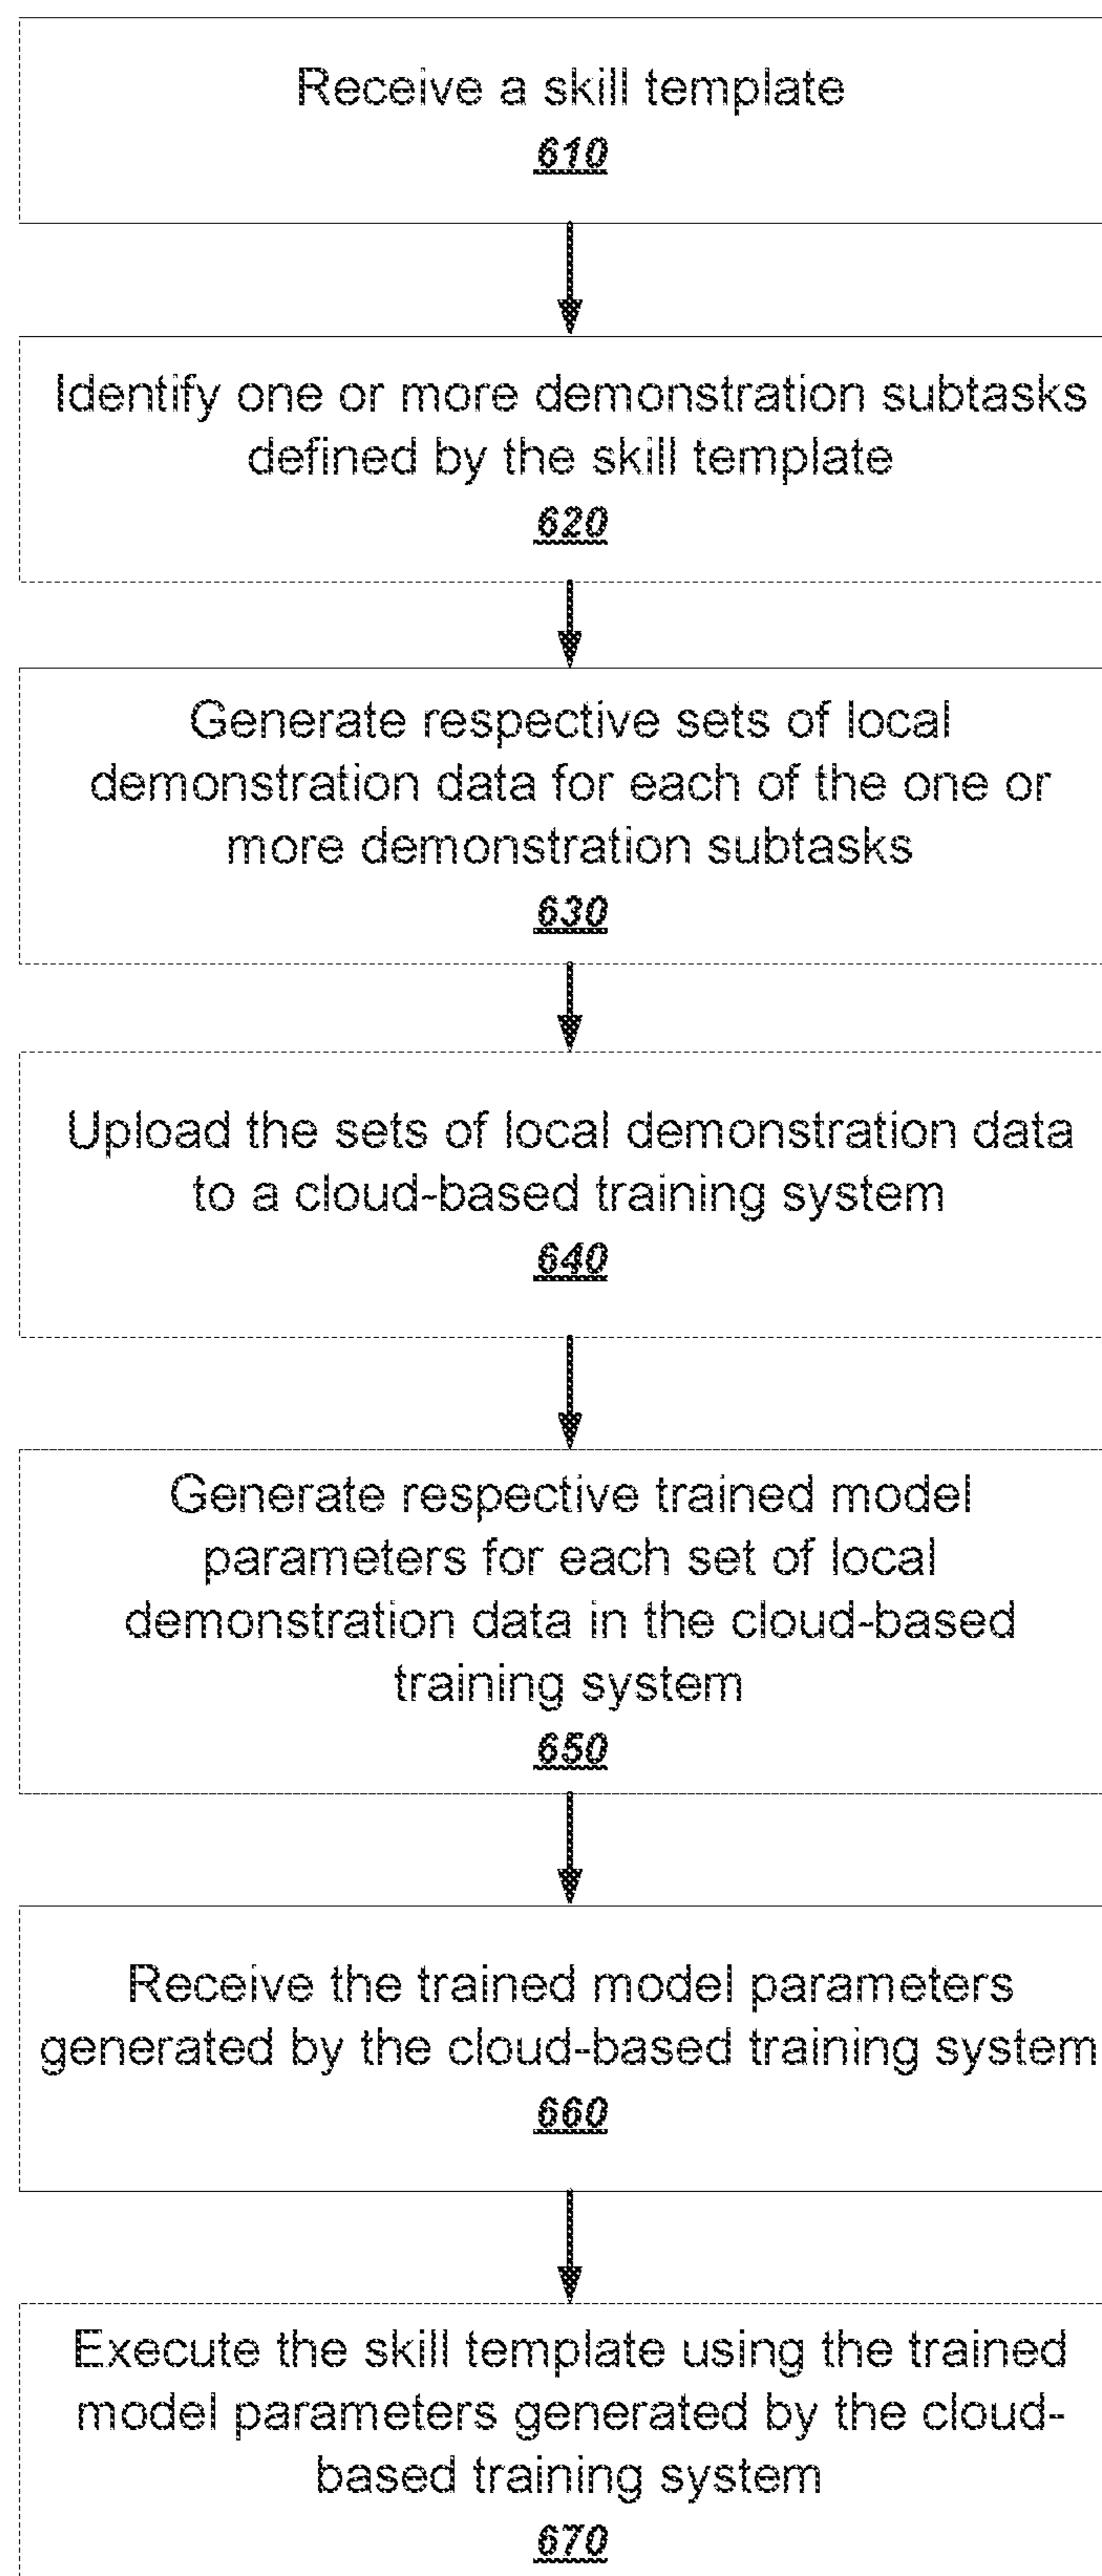 Receive a skill template
610
Identify one or more demonstration subtasks
defined by the skill template
620
Generate respective sets of local
demonstration data for each of the one or
more demonstration subtasks
630
Upload the sets of local demonstration data
to a cloud-based training system
640
Generate respective trained model
parameters for each set of local
demonstration data in the cloud-based
training system
650
Receive the trained model parameters
generated by the cloud-based training system
660
Execute the skill template using the trained
model parameters generated by the cloud-
based training system
670